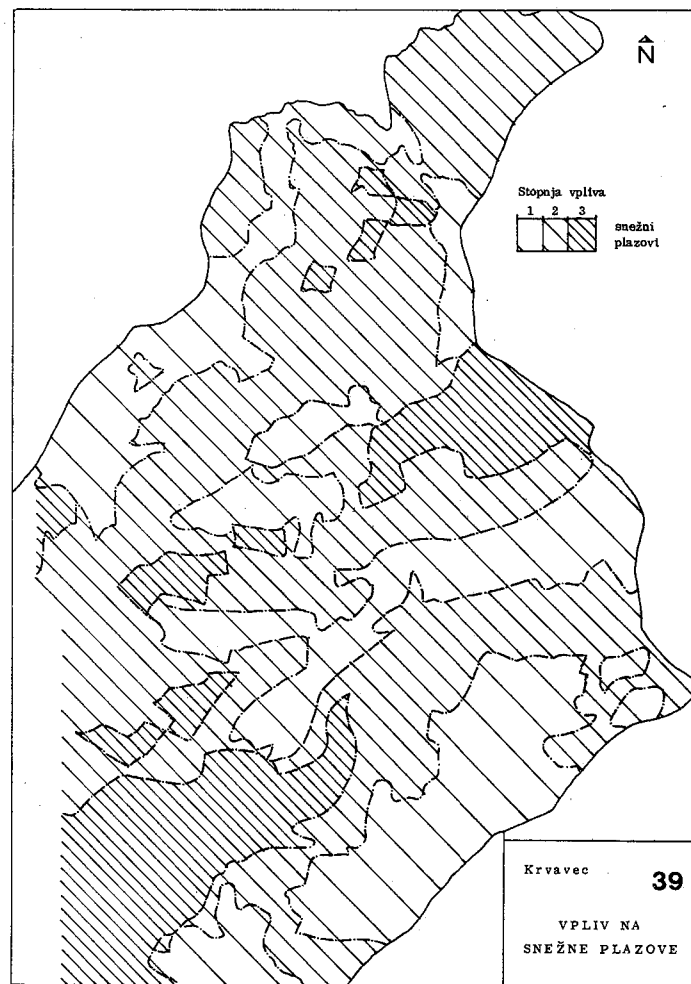 N
Stopnja vpliva
1 2 3
snežni
plazovi
Krvavec 39
VPLIV NA
SNEŽNE PLAZOVE